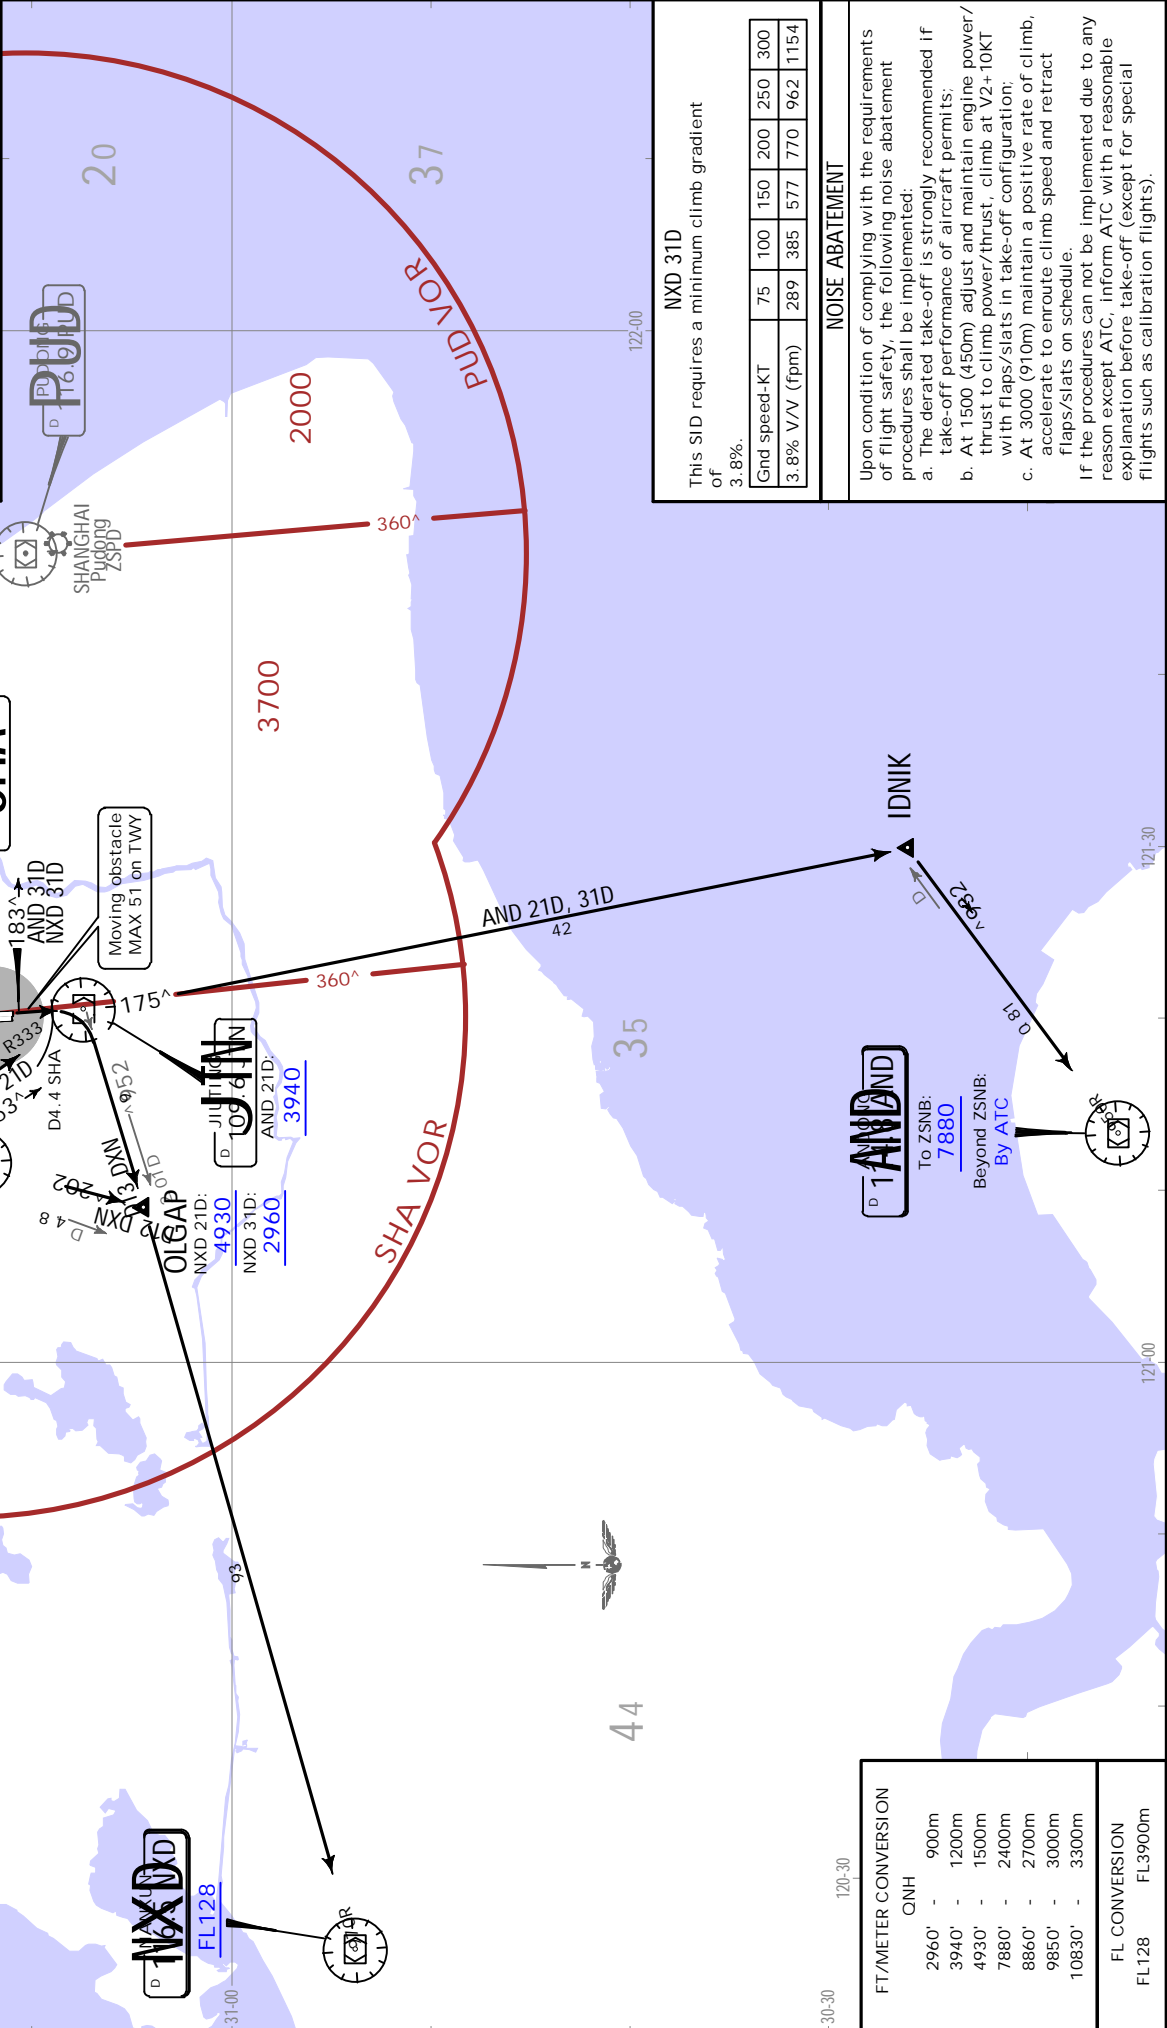 20
37
PUD VOR
122-00
PUD
D
2000
SHANGHAI
Pudong
ZSPD
360^
3700
183^
AND 31D
NXD 31D
Moving obstacle
MAX 51 on TWY
175^
360^
R333
21D
D4.4 SHA
AND 21D, 31D
42
IDNIK
121-30
D
081
35
JTN
D
AND 21D:
3940
AND
D
To ZSNB:
7880
Beyond ZSNB:
By ATC
OLGAP
NXD 21D:
4930
NXD 31D:
2960
D 4.8
SHA VOR
121-00
93
N
44
NXD
D
FL128
31-00
120-30
30-30
NXD 31D
This SID requires a minimum climb gradient
of
3.8%.
Gnd speed-KT 75 100 150 200 250 300
3.8% V/V (fpm) 289 385 577 770 962 1154
NOISE ABATEMENT
Upon condition of complying with the requirements
of flight safety, the following noise abatement
procedures shall be implemented:
a. The derated take-off is strongly recommended if
take-off performance of aircraft permits;
b. At 1500 (450m) adjust and maintain engine power/
thrust to climb power/thrust, climb at V2+10KT
with flaps/slats in take-off configuration;
c. At 3000 (910m) maintain a positive rate of climb,
accelerate to enroute climb speed and retract
flaps/slats on schedule.
If the procedures can not be implemented due to any
reason except ATC, inform ATC with a reasonable
explanation before take-off (except for special
flights such as calibration flights).
FT/METER CONVERSION
QNH
2960' - 900m
3940' - 1200m
4930' - 1500m
7880' - 2400m
8860' - 2700m
9850' - 3000m
10830' - 3300m
FL CONVERSION
FL128 FL3900m